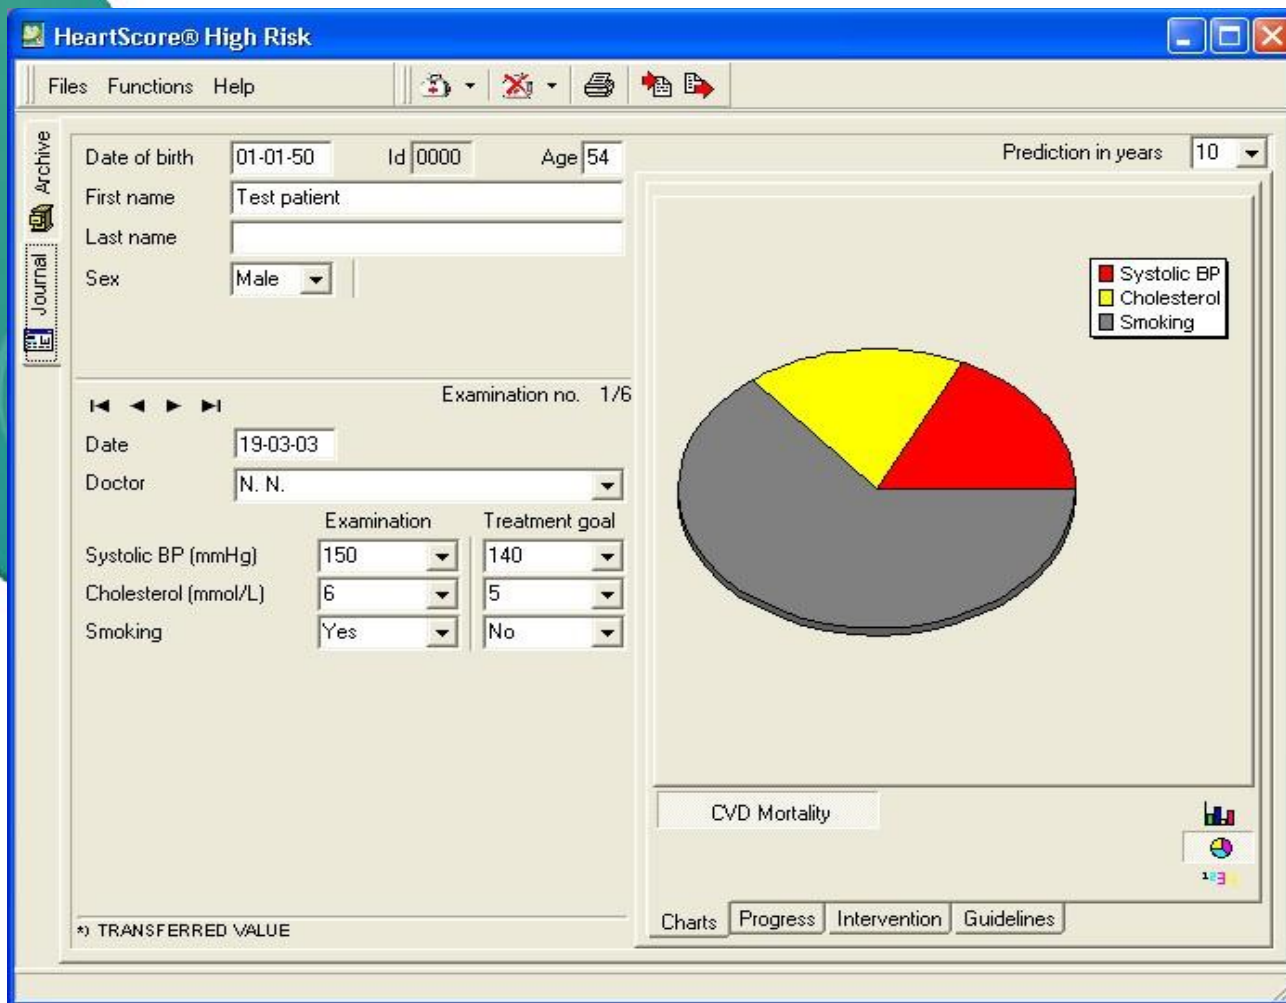 HeartScore® High Risk
Files Functions Help
Archive
Journal
Date of birth 01-01-50 Id 0000 Age 54
First name Test patient
Last name
Sex Male
Prediction in years 10
Systolic BP
Cholesterol
Smoking
Examination no. 1/6
Date 19-03-03
Doctor N. N.
Examination Treatment goal
Systolic BP (mmHg) 150 140
Cholesterol (mmol/L) 6 5
Smoking Yes No
CVD Mortality
123
Charts Progress Intervention Guidelines
*) TRANSFERRED VALUE